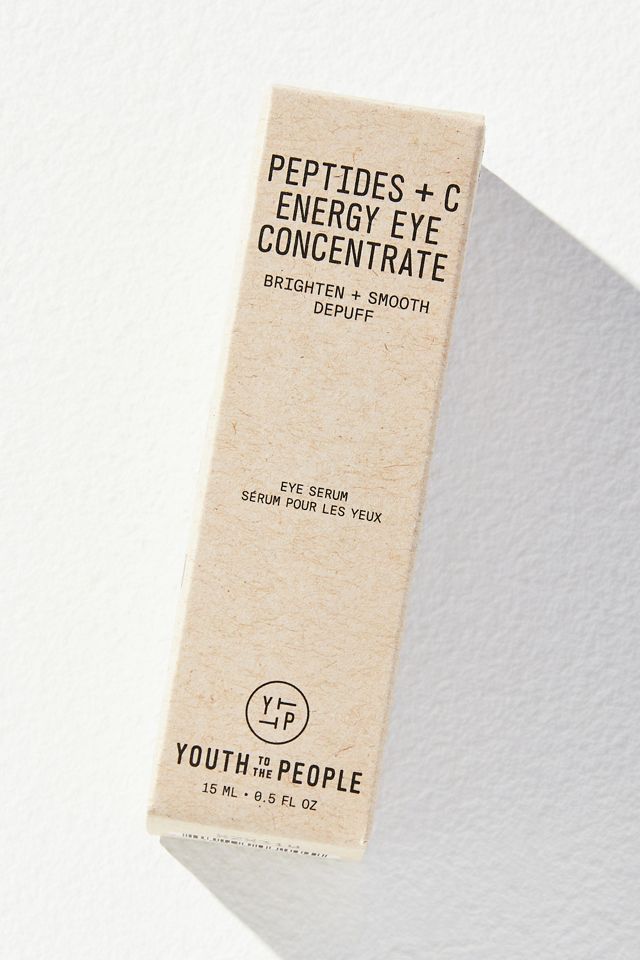 PEPTIDES + C
ENERGY EYE
CONCENTRATE
BRIGHTEN + SMOOTH
DEPUFF
EYE SERUM
SÉRUM POUR LES YEUX
YTTP
YOUTH TO THE PEOPLE
15 ML • 0.5 FL OZ